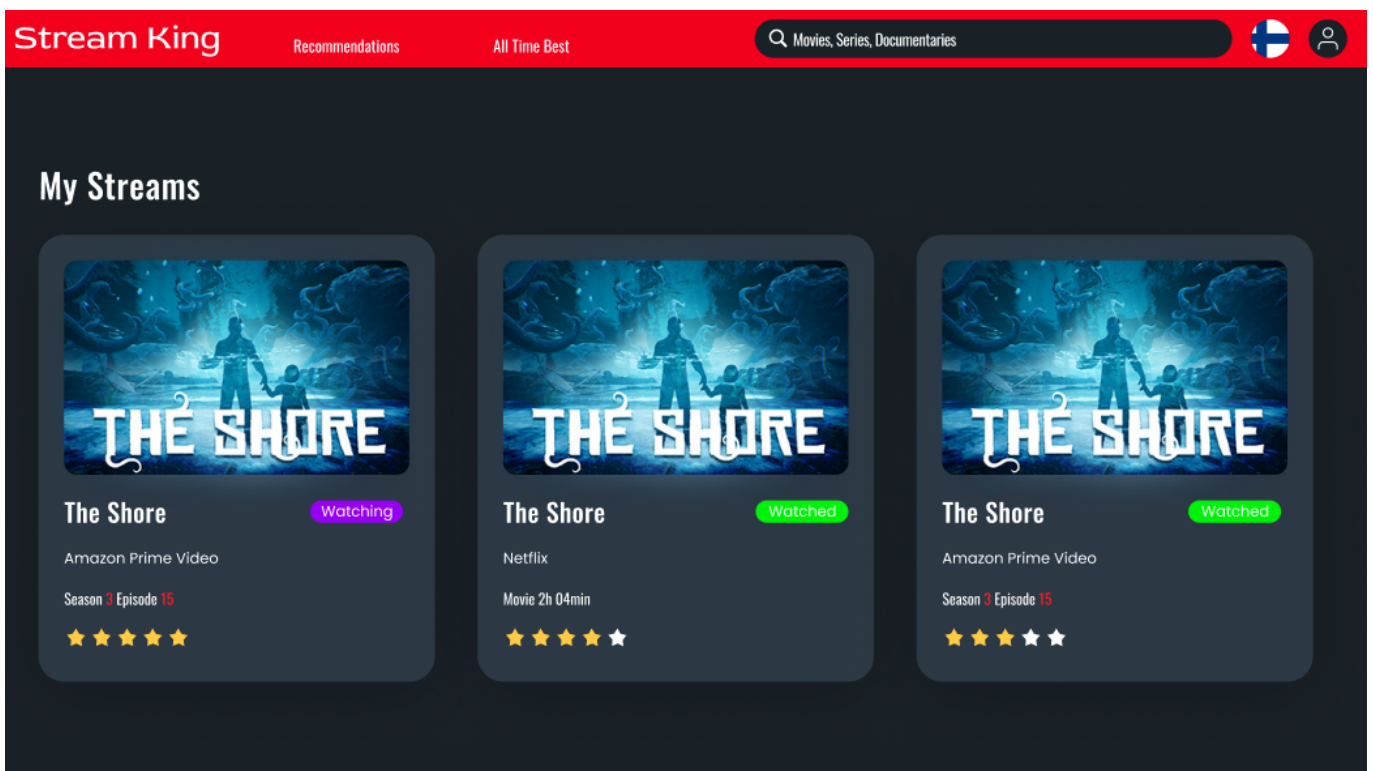 Stream King
Recommendations
All Time Best
Movies, Series, Documentaries
My Streams
THE SHORE
The Shore
Watching
Amazon Prime Video
Season 3 Episode 15
THE SHORE
The Shore
Watched
Netflix
Movie 2h 04min
THE SHORE
The Shore
Watched
Amazon Prime Video
Season 3 Episode 15